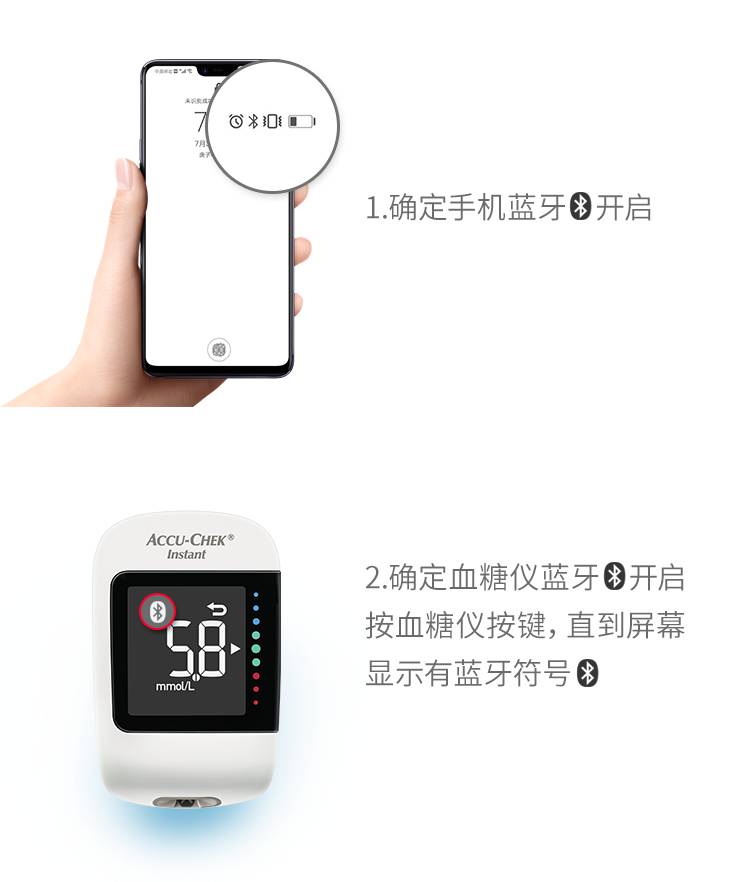 1.确定手机蓝牙开启
ACCU-CHEK®
Instant
5.8
mmol/L
2.确定血糖仪蓝牙开启
按血糖仪按键，直到屏幕
显示有蓝牙符号